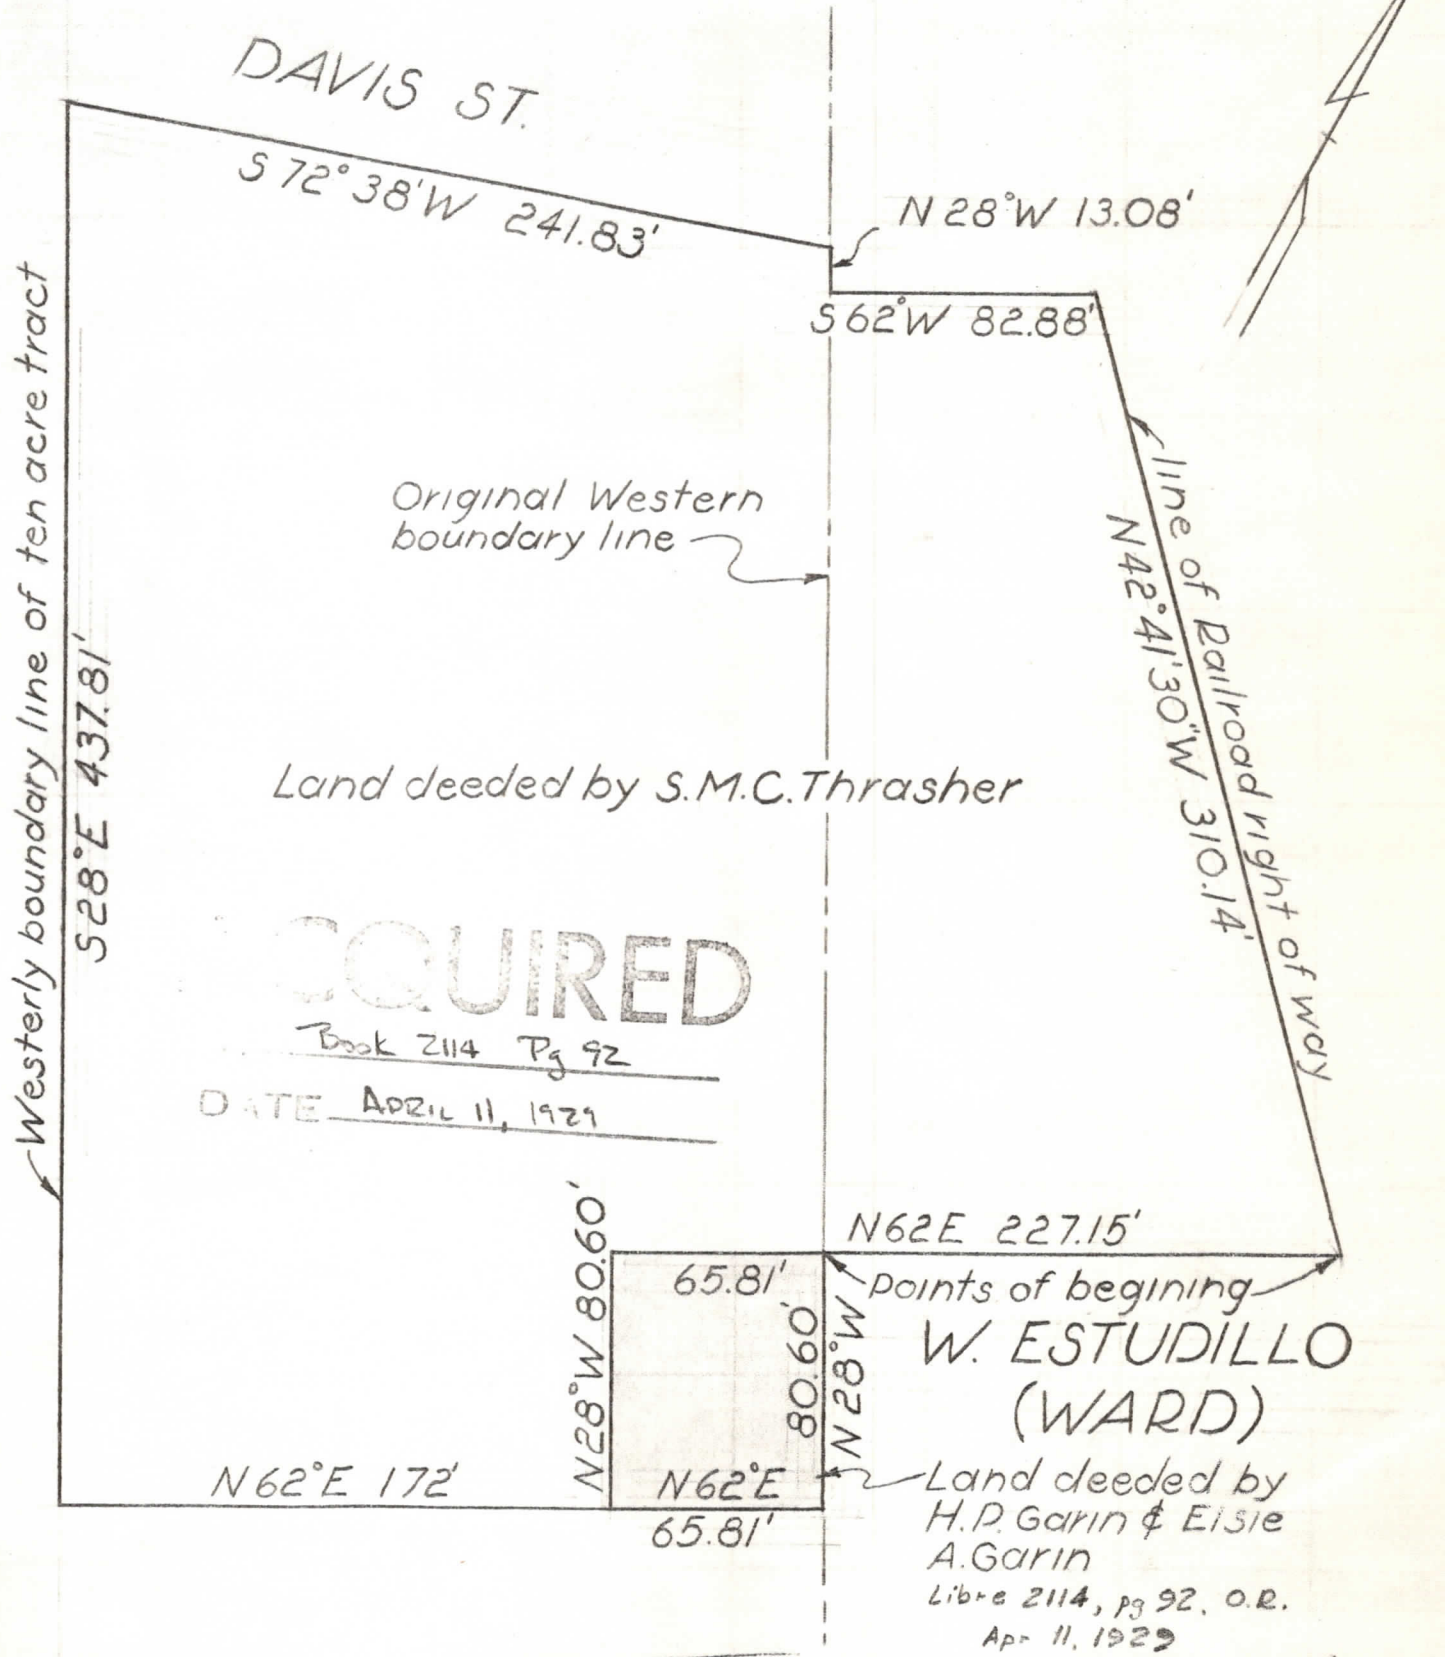 DAVIS ST.
S 72° 38' W 241.83'
N 28° W 13.08'
S 62° W 82.88'
Westerly boundary line of ten acre tract
S 28° E 437.81'
Original Western
boundary line
line of Railroad right of way
N 42° 41' 30" W 310.14'
Land deeded by S.M.C. Thrasher
CQUIRED
Book 2114 Pg 92
DATE APRIL 11, 1929
N 62 E 227.15'
N 28° W 80.60'
65.81'
80.60'
N 28° W
points of begining
W. ESTUDILLO
(WARD)
N 62° E 172'
N 62° E
65.81'
Land deeded by
H.P. Garin & Elsie
A. Garin
Libre 2114, pg 92, O.R.
Apr 11, 1929